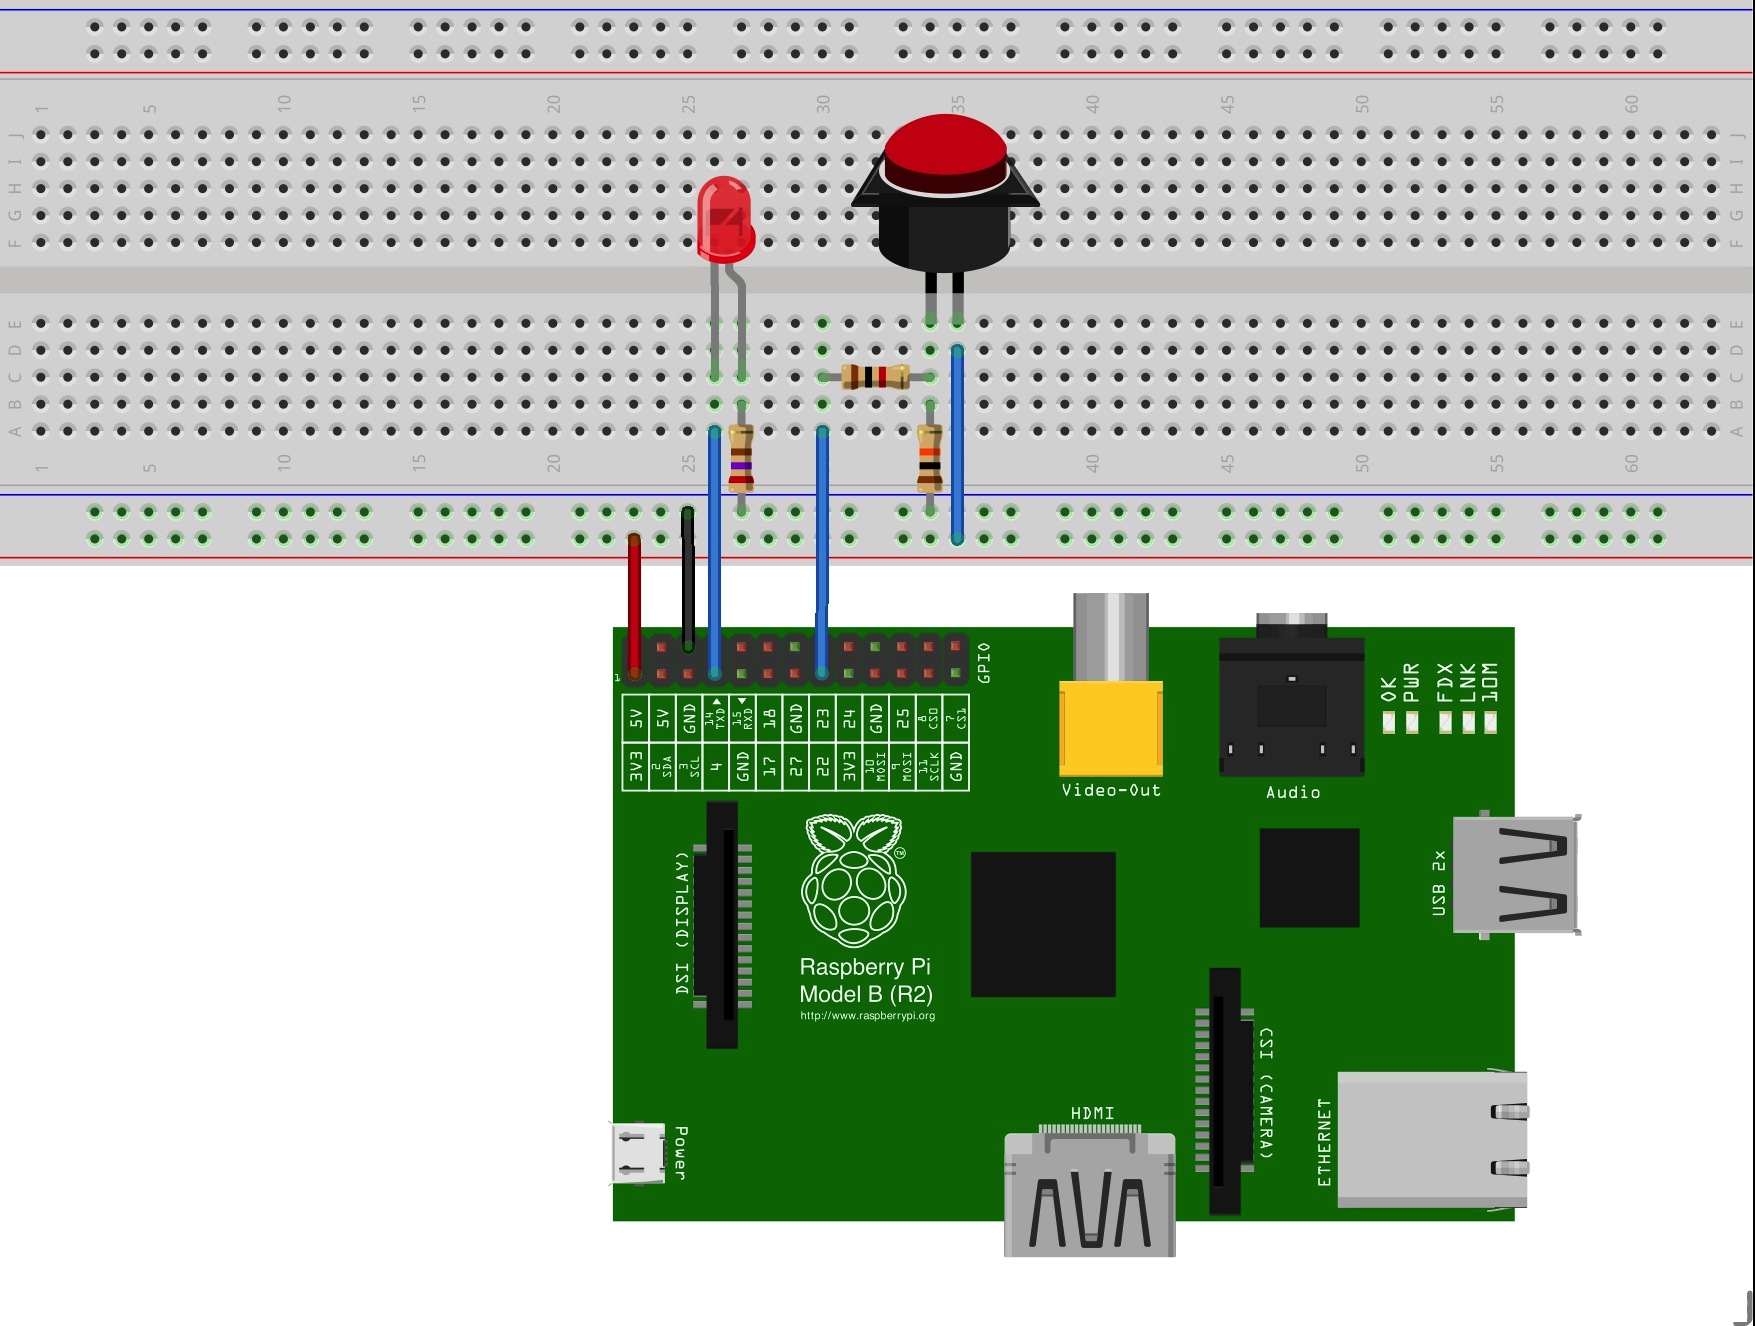 1 5 10 15 20 25 30 35 40 45 50 55 60
J J
I I
H H
G G
F F
E E
D D
C C
B B
A A
1 5 10 15 20 25 40 45 50 55 60
1
GPIO
5V 5V GND 14 TXD 15 RXD 18 GND 23 24 GND 25 8 CS0 7 CS1
3V3 2 SDA 3 SCL 4 GND 17 27 22 3V3 10 MOSI 9 MOSI 11 SCLK GND
OK PWR FDX LNK 10M
Video-Out
Audio
DSI (DISPLAY)
TM
Raspberry Pi
Model B (R2)
http://www.raspberrypi.org
USB 2x
CSI (CAMERA)
HDMI
ETHERNET
Power